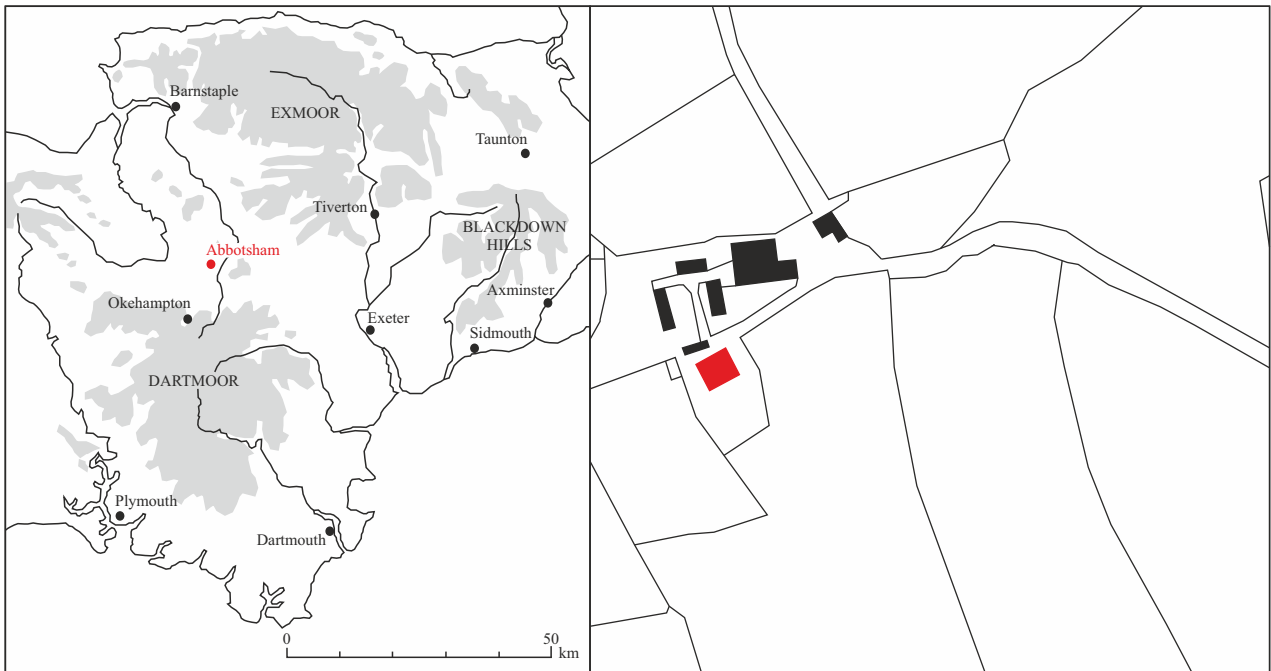 Barnstaple
EXMOOR
Taunton
Tiverton
BLACKDOWN
HILLS
Abbotsham
Axminster
Okehampton
Exeter
Sidmouth
DARTMOOR
Plymouth
Dartmouth
0
50
km